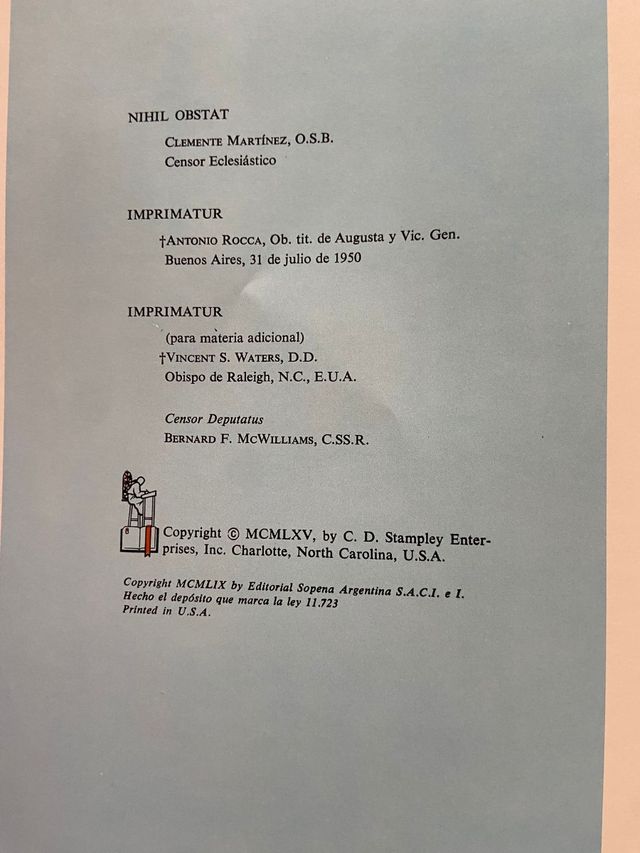 NIHIL OBSTAT
CLEMENTE MARTÍNEZ, O.S.B.
Censor Eclesiástico
IMPRIMATUR
†ANTONIO ROCCA, Ob. tit. de Augusta y Vic. Gen.
Buenos Aires, 31 de julio de 1950
IMPRIMATUR
(para materia adicional)
†VINCENT S. WATERS, D.D.
Obispo de Raleigh, N.C., E.U.A.
Censor Deputatus
BERNARD F. MCWILLIAMS, C.SS.R.
Copyright © MCMLXV, by C. D. Stampley Enter-
prises, Inc. Charlotte, North Carolina, U.S.A.
Copyright MCMLIX by Editorial Sopena Argentina S.A.C.I. e I.
Hecho el depósito que marca la ley 11.723
Printed in U.S.A.